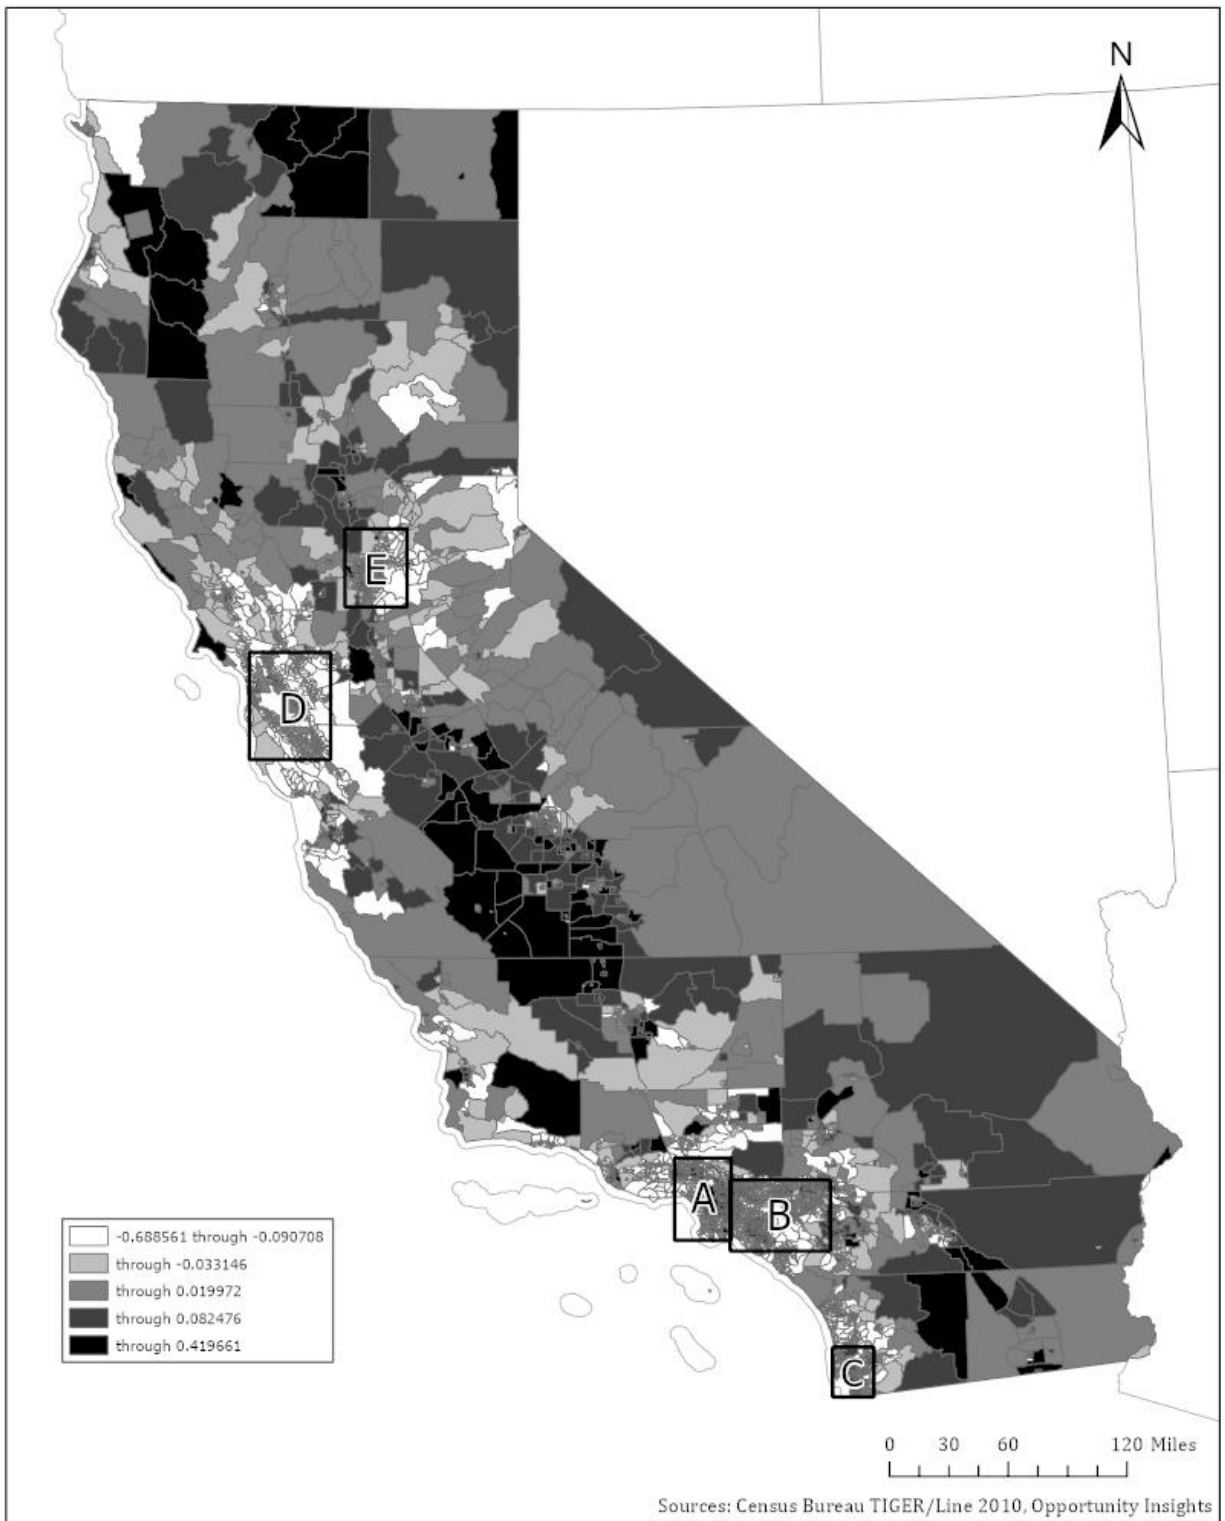 N
E
D
A
B
C
-0.688561 through -0.090708
through -0.033146
through 0.019972
through 0.082476
through 0.419661
0 30 60 120 Miles
Sources: Census Bureau TIGER/Line 2010, Opportunity Insights